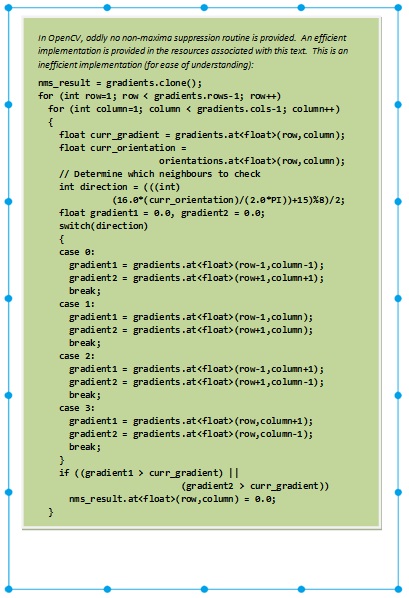 In OpenCV, oddly no non-maxima suppression routine is provided.  An efficient
implementation is provided in the resources associated with this text.  This is an
inefficient implementation (for ease of understanding):
nms_result = gradients.clone();
for (int row=1; row < gradients.rows-1; row++)
  for (int column=1; column < gradients.cols-1; column++)
  {
    float curr_gradient = gradients.at<float>(row,column);
    float curr_orientation =
                       orientations.at<float>(row,column);
    // Determine which neighbours to check
    int direction = (((int)
              (16.0*(curr_orientation)/(2.0*PI))+15)%8)/2;
    float gradient1 = 0.0, gradient2 = 0.0;
    switch(direction)
    {
    case 0:
      gradient1 = gradients.at<float>(row-1,column-1);
      gradient2 = gradients.at<float>(row+1,column+1);
      break;
    case 1:
      gradient1 = gradients.at<float>(row-1,column);
      gradient2 = gradients.at<float>(row+1,column);
      break;
    case 2:
      gradient1 = gradients.at<float>(row-1,column+1);
      gradient2 = gradients.at<float>(row+1,column-1);
      break;
    case 3:
      gradient1 = gradients.at<float>(row,column+1);
      gradient2 = gradients.at<float>(row,column-1);
      break;
    }
    if ((gradient1 > curr_gradient) ||
                           (gradient2 > curr_gradient))
      nms_result.at<float>(row,column) = 0.0;
  }